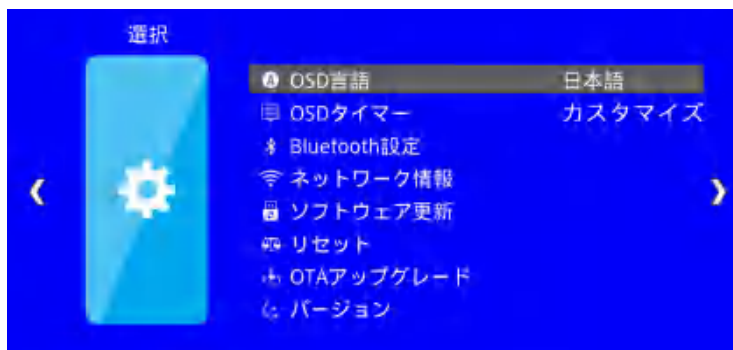 選択
OSD言語 日本語
OSDタイマー カスタマイズ
Bluetooth設定
ネットワーク情報
ソフトウェア更新
リセット
OTAアップグレード
バージョン